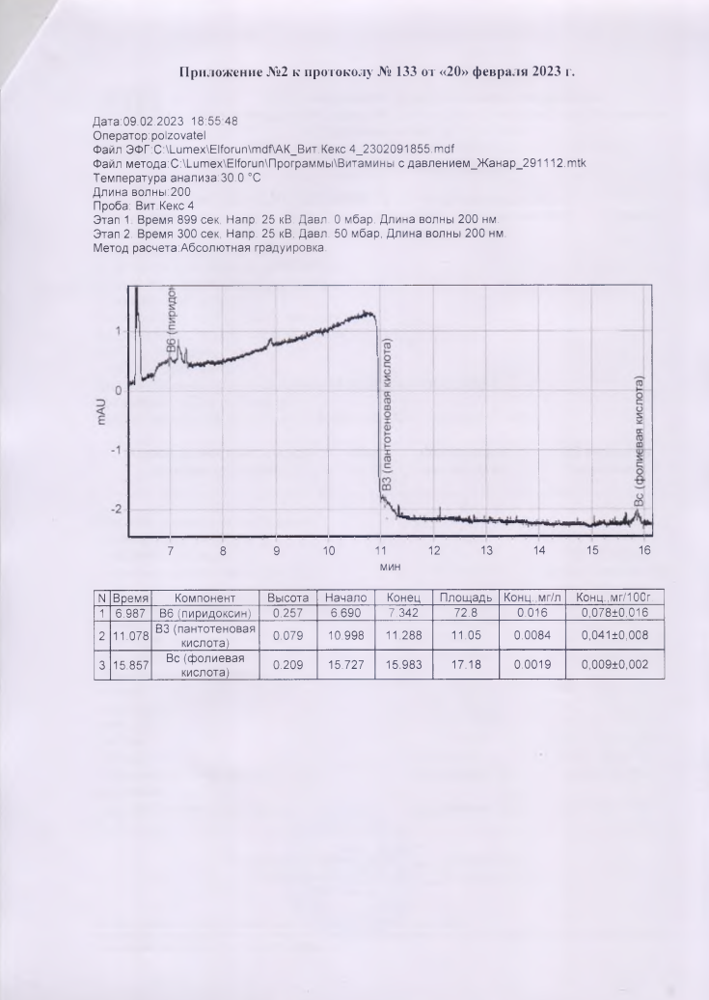 Приложение №2 к протоколу № 133 от «20» февраля 2023 г.
Дата:09.02.2023 18:55:48
Оператор:polzovatel
Файл ЭФГ:C:\Lumex\Elforun\mdf\АК_Вит.Кекс 4_2302091855.mdf
Файл метода:C:\Lumex\Elforun\Программы\Витамины с давлением_Жанар_291112.mtk
Температура анализа:30.0 °C
Длина волны:200
Проба: Вит.Кекс 4
Этап 1. Время 899 сек. Напр. 25 кВ. Давл. 0 мбар. Длина волны 200 нм.
Этап 2. Время 300 сек. Напр. 25 кВ. Давл. 50 мбар. Длина волны 200 нм.
Метод расчета:Абсолютная градуировка.
В6 (пиридо
В3 (пантотеновая кислота)
Вс (фолиевая кислота)
mAU
1
0
-1
-2
7 8 9 10 11 12 13 14 15 16
мин
N Время Компонент Высота Начало Конец Площадь Конц.,мг/л Конц.,мг/100г
1 6.987 В6 (пиридоксин) 0.257 6.690 7.342 72.8 0.016 0,078±0,016
2 11.078 В3 (пантотеновая кислота) 0.079 10.998 11.288 11.05 0.0084 0,041±0,008
3 15.857 Вс (фолиевая кислота) 0.209 15.727 15.983 17.18 0.0019 0,009±0,002